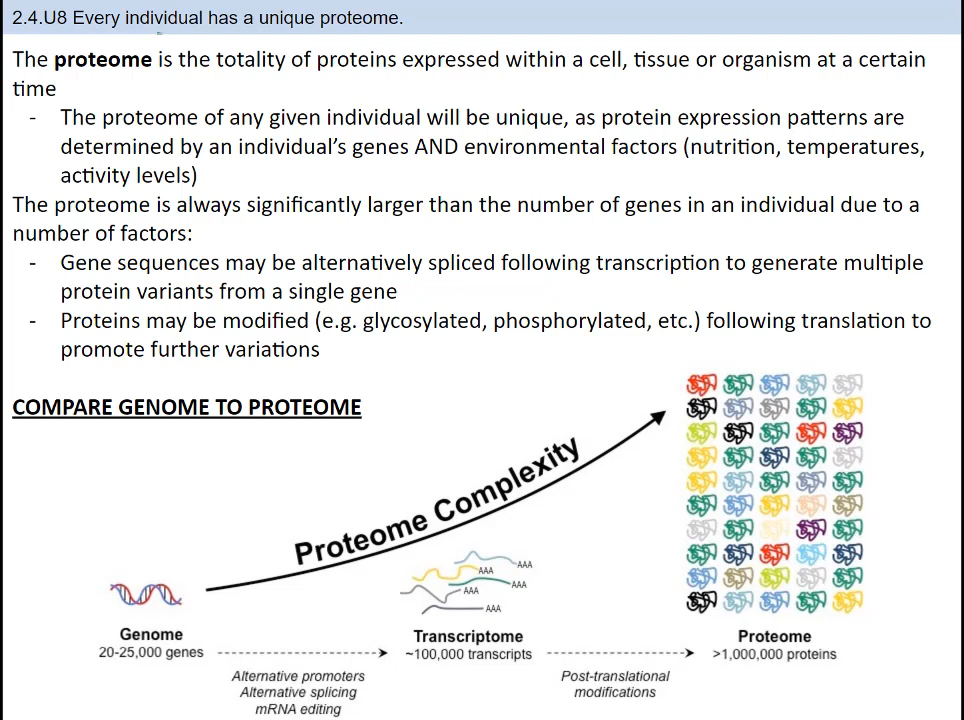 2.4.U8 Every individual has a unique proteome.
The proteome is the totality of proteins expressed within a cell, tissue or organism at a certain
time
- The proteome of any given individual will be unique, as protein expression patterns are
determined by an individual's genes AND environmental factors (nutrition, temperatures,
activity levels)
The proteome is always significantly larger than the number of genes in an individual due to a
number of factors:
- Gene sequences may be alternatively spliced following transcription to generate multiple
protein variants from a single gene
- Proteins may be modified (e.g. glycosylated, phosphorylated, etc.) following translation to
promote further variations
COMPARE GENOME TO PROTEOME
Proteome Complexity
AAA
AAA
AAA
AAA
AAA
Genome
20-25,000 genes
Alternative promoters
Alternative splicing
mRNA editing
Transcriptome
~100,000 transcripts
Post-translational
modifications
Proteome
>1,000,000 proteins